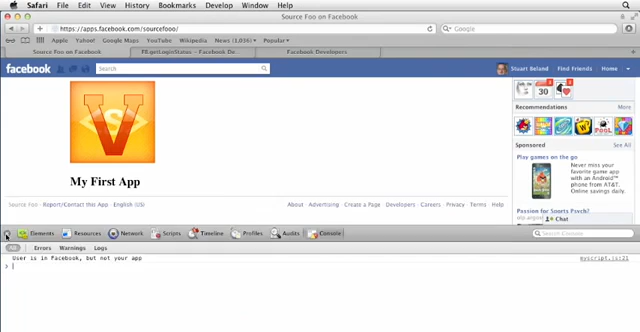 Safari File Edit View History Bookmarks Develop Window Help
Source Foo on Facebook
https://apps.facebook.com/sourcefooo/
Google
Apple Yahoo! Google Maps YouTube Wikipedia News (1,036) Popular
Source Foo on Facebook
FB.getLoginStatus – Facebook De...
Facebook Developers
facebook
Search
Stuart Beland Find Friends Home
30
Recommendations More
POOL
Sponsored See All
Play games on the go
Never miss your
favorite game app
with an Android
phone from AT&T.
Online savings daily.
Passion for Sports Psych?
Chat
V
My First App
Source Foo · Report/Contact this App · English (US)
About · Advertising · Create a Page · Developers · Careers · Privacy · Terms · Help
Elements Resources Network Scripts Timeline Profiles Audits Console
Search Console
All Errors Warnings Logs
User is in Facebook, but not your app
myscript.js:21